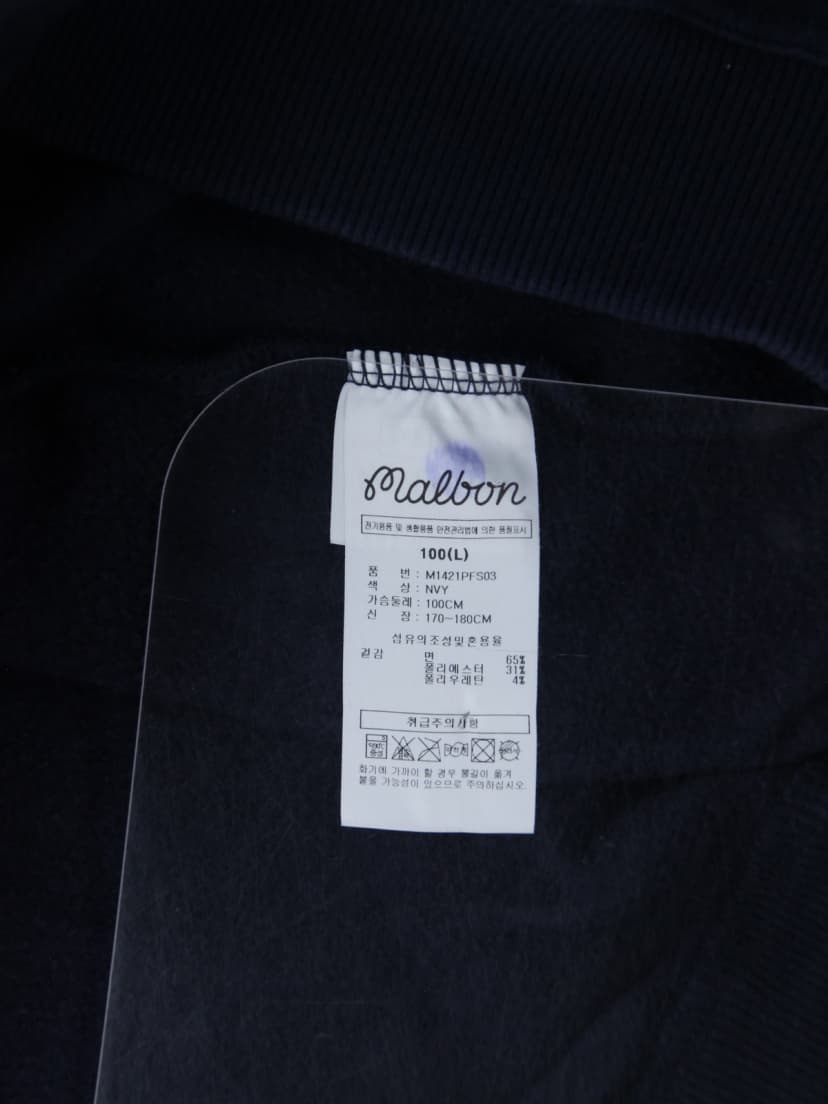 malbon
전기용품 및 생활용품 안전관리법에 의한 품질표시
100(L)
품 번 : M1421PFS03
색 상 : NVY
가슴둘레 : 100CM
신 장 : 170~180CM
섬유의조성및혼용율
겉감 면 65%
폴리에스터 31%
폴리우레탄 4%
취급주의사항
화기에 가까이 할 경우 불길이 옮겨
붙을 가능성이 있으므로 주의하십시오.